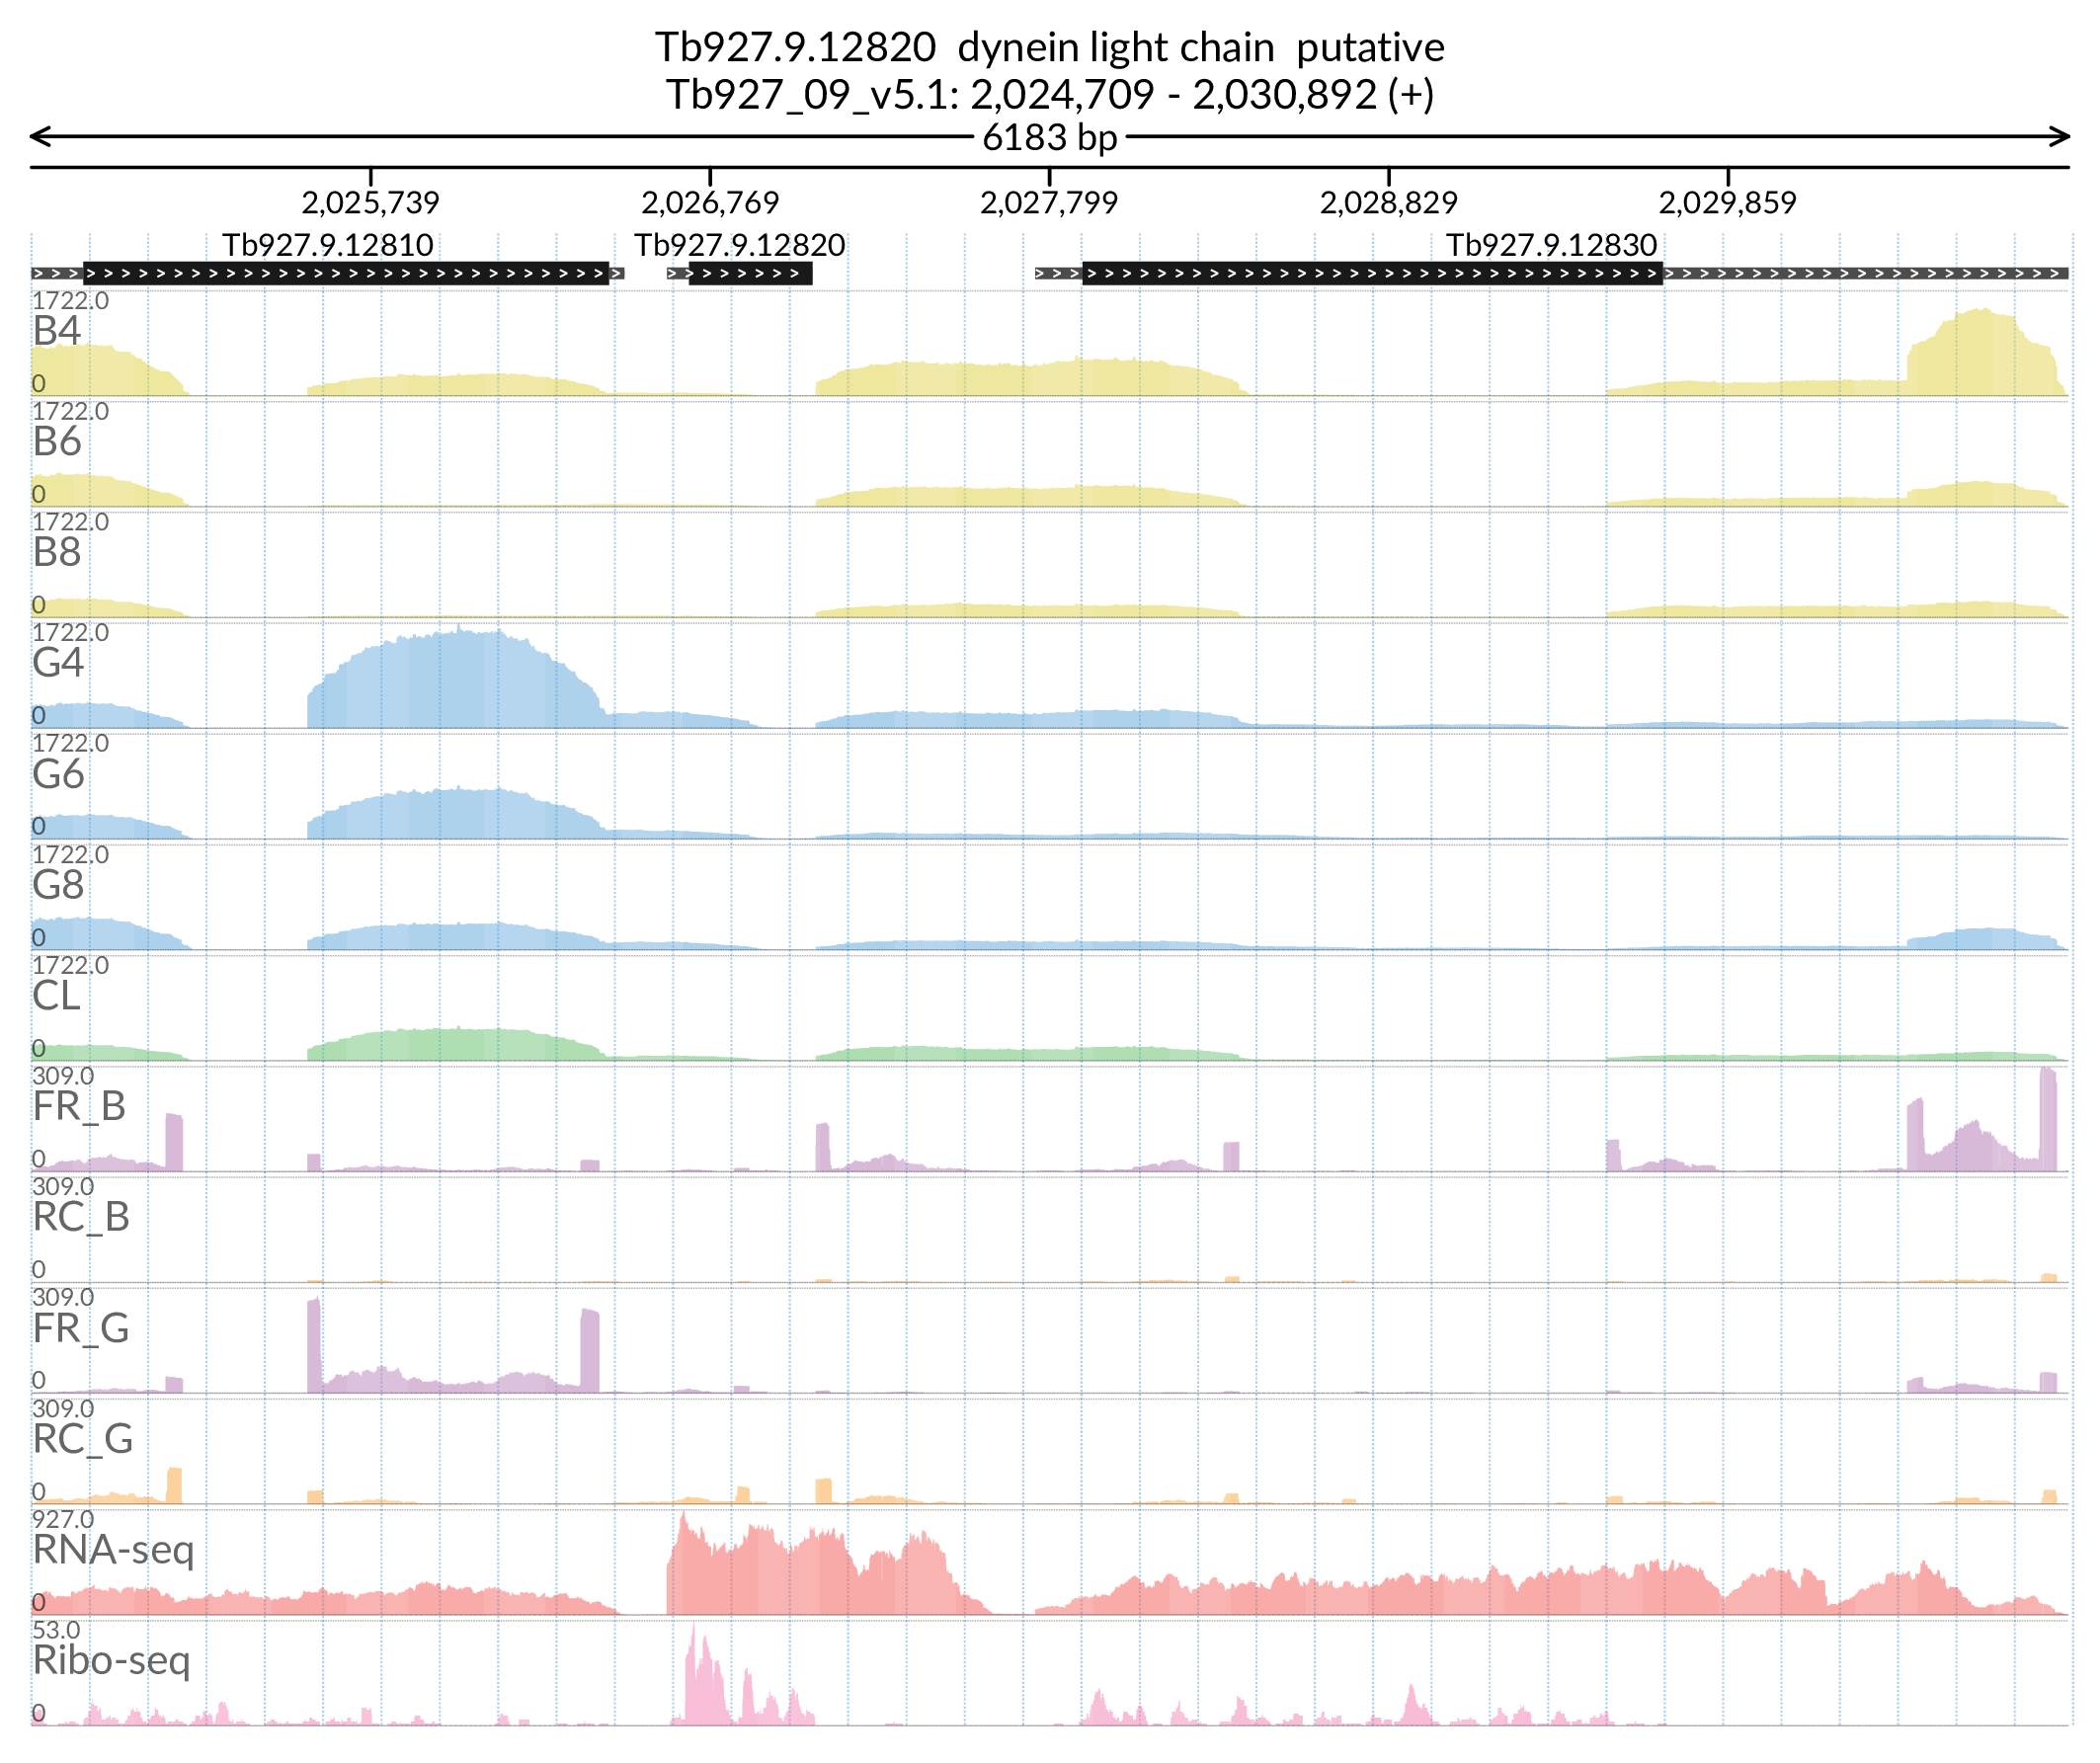 Tb927.9.12820  dynein light chain  putative
Tb927_09_v5.1: 2,024,709 - 2,030,892 (+)
6183 bp
2,025,739 2,026,769 2,027,799 2,028,829 2,029,859
Tb927.9.12810 Tb927.9.12820 Tb927.9.12830
1722.0
B4
0
1722.0
B6
0
1722.0
B8
0
1722.0
G4
0
1722.0
G6
0
1722.0
G8
0
1722.0
CL
0
309.0
FR_B
0
309.0
RC_B
0
309.0
FR_G
0
309.0
RC_G
0
927.0
RNA-seq
0
53.0
Ribo-seq
0